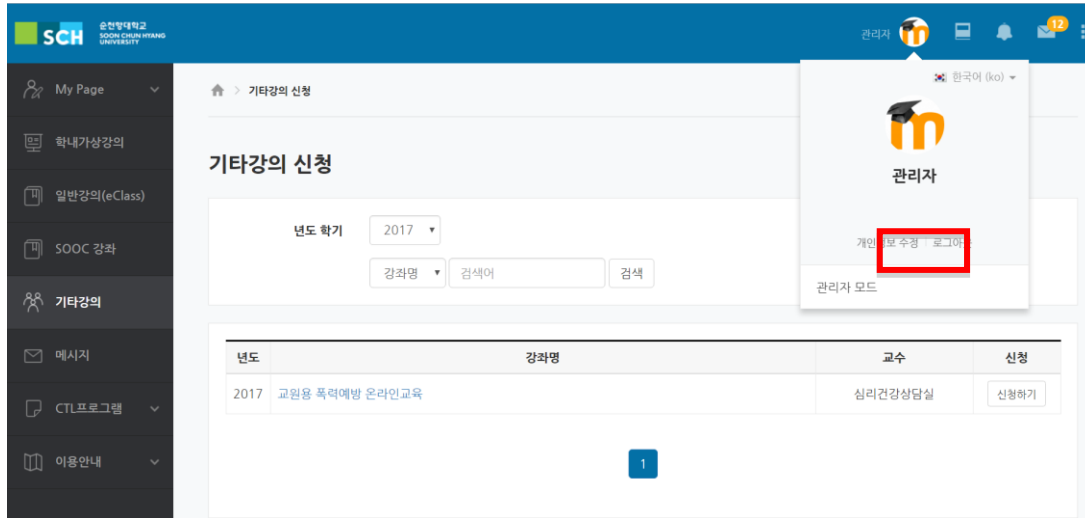 SCH 순천향대학교
SOON CHUN HYANG
UNIVERSITY
관리자
12
My Page
학내가상강의
일반강의(eClass)
SOOC 강좌
기타강의
메시지
CTL프로그램
이용안내
> 기타강의 신청
기타강의 신청
년도 학기 2017
강좌명 검색어 검색
년도 강좌명 교수 신청
2017 교원용 폭력예방 온라인교육 심리건강상담실 신청하기
1
한국어 (ko)
관리자
개인정보 수정 로그아웃
관리자 모드